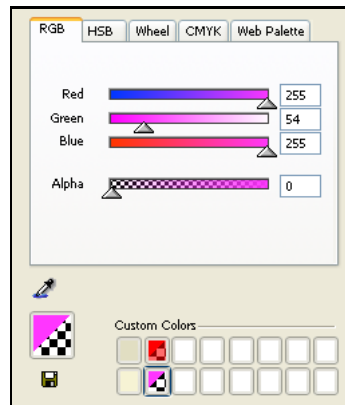 RGB HSB Wheel CMYK Web Palette
Red 255
Green 54
Blue 255
Alpha 0
Custom Colors